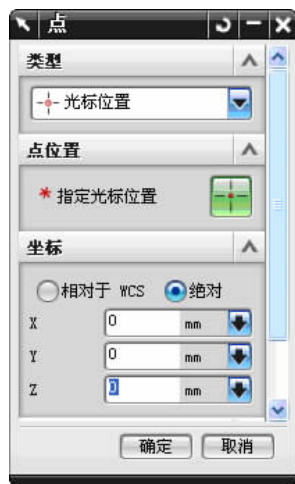 点
类型
光标位置
点位置
* 指定光标位置
坐标
相对于 WCS 绝对
X 0 mm
Y 0 mm
Z 0 mm
确定 取消